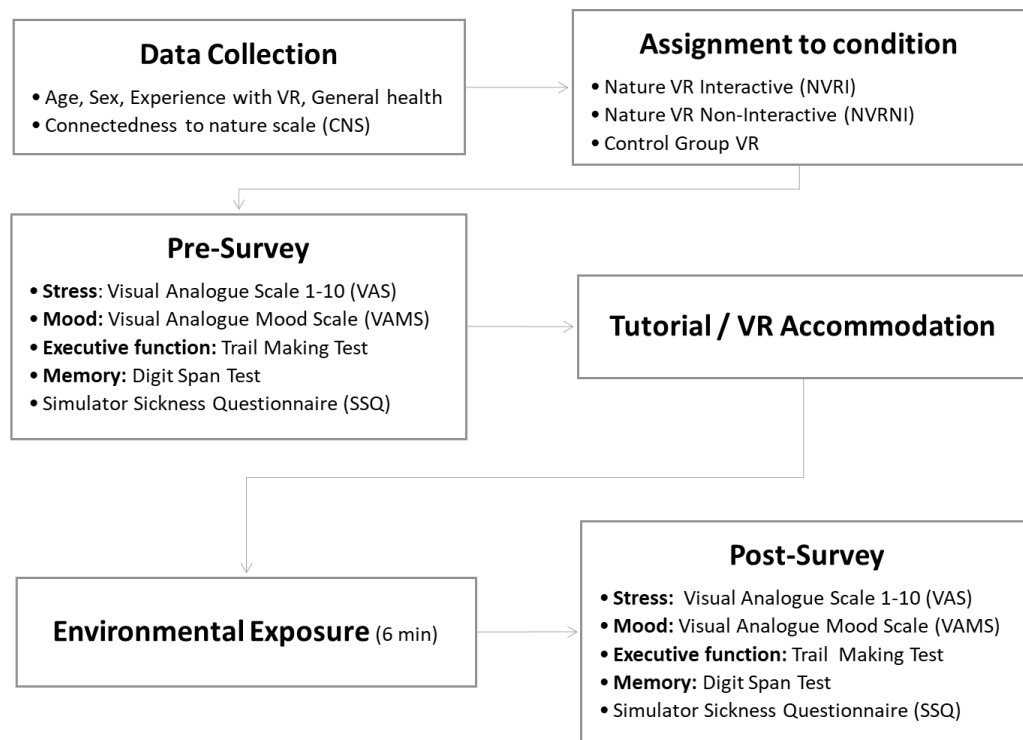 Data Collection
• Age, Sex, Experience with VR, General health
• Connectedness to nature scale (CNS)
Assignment to condition
• Nature VR Interactive (NVRI)
• Nature VR Non-Interactive (NVRNI)
• Control Group VR
Pre-Survey
• Stress: Visual Analogue Scale 1-10 (VAS)
• Mood: Visual Analogue Mood Scale (VAMS)
• Executive function: Trail Making Test
• Memory: Digit Span Test
• Simulator Sickness Questionnaire (SSQ)
Tutorial / VR Accommodation
Environmental Exposure (6 min)
Post-Survey
• Stress: Visual Analogue Scale 1-10 (VAS)
• Mood: Visual Analogue Mood Scale (VAMS)
• Executive function: Trail Making Test
• Memory: Digit Span Test
• Simulator Sickness Questionnaire (SSQ)